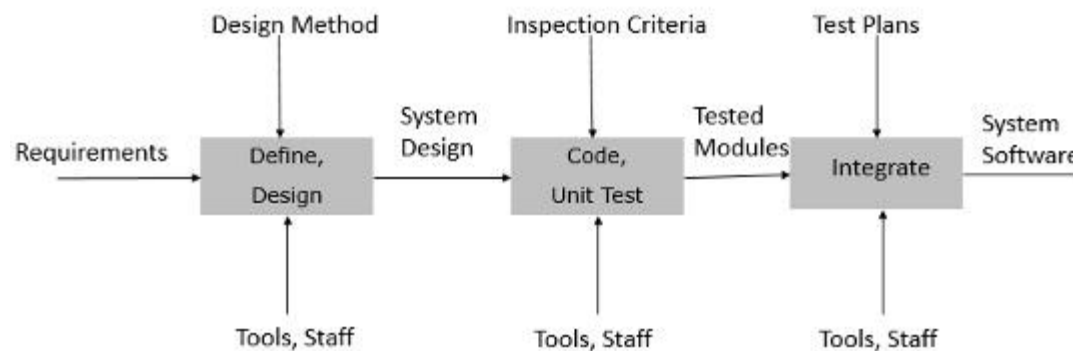 Design Method
Inspection Criteria
Test Plans
Requirements
Define,
Design
System
Design
Code,
Unit Test
Tested
Modules
Integrate
System
Software
Tools, Staff
Tools, Staff
Tools, Staff